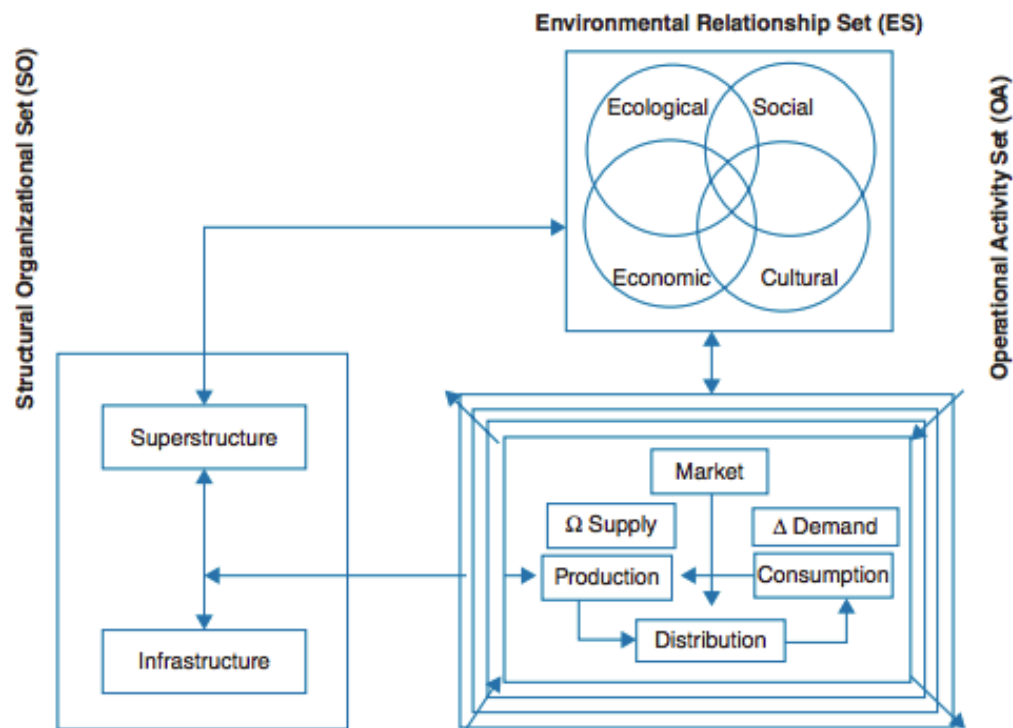 Environmental Relationship Set (ES)
Structural Organizational Set (SO)
Operational Activity Set (OA)
Ecological
Social
Economic
Cultural
Superstructure
Infrastructure
Market
Ω Supply
Δ Demand
Production
Consumption
Distribution